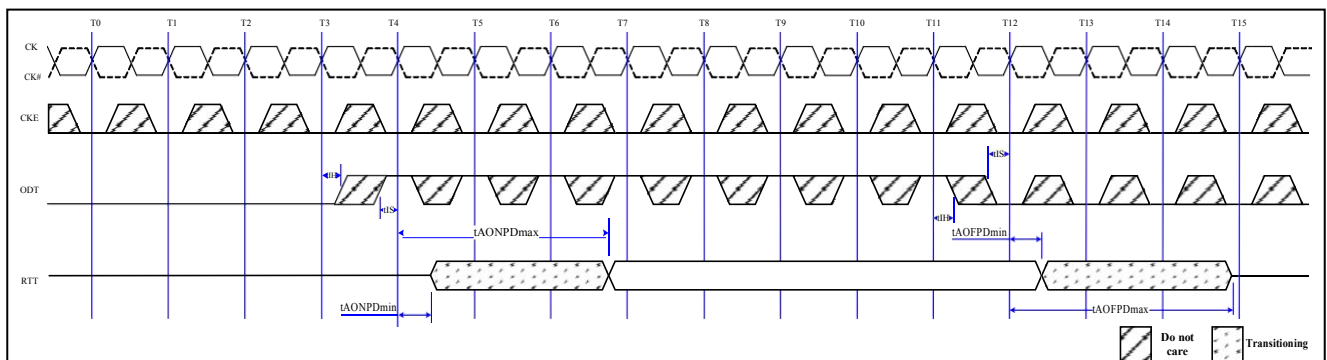 T0 T1 T2 T3 T4 T5 T6 T7 T8 T9 T10 T11 T12 T13 T14 T15
CK
CK#
CKE
tIS
tIH
ODT
tIS
tIH
tAONPDmax
tAOFPDmin
RTT
tAONPDmin
tAOFPDmax
Do not
care
Transitioning